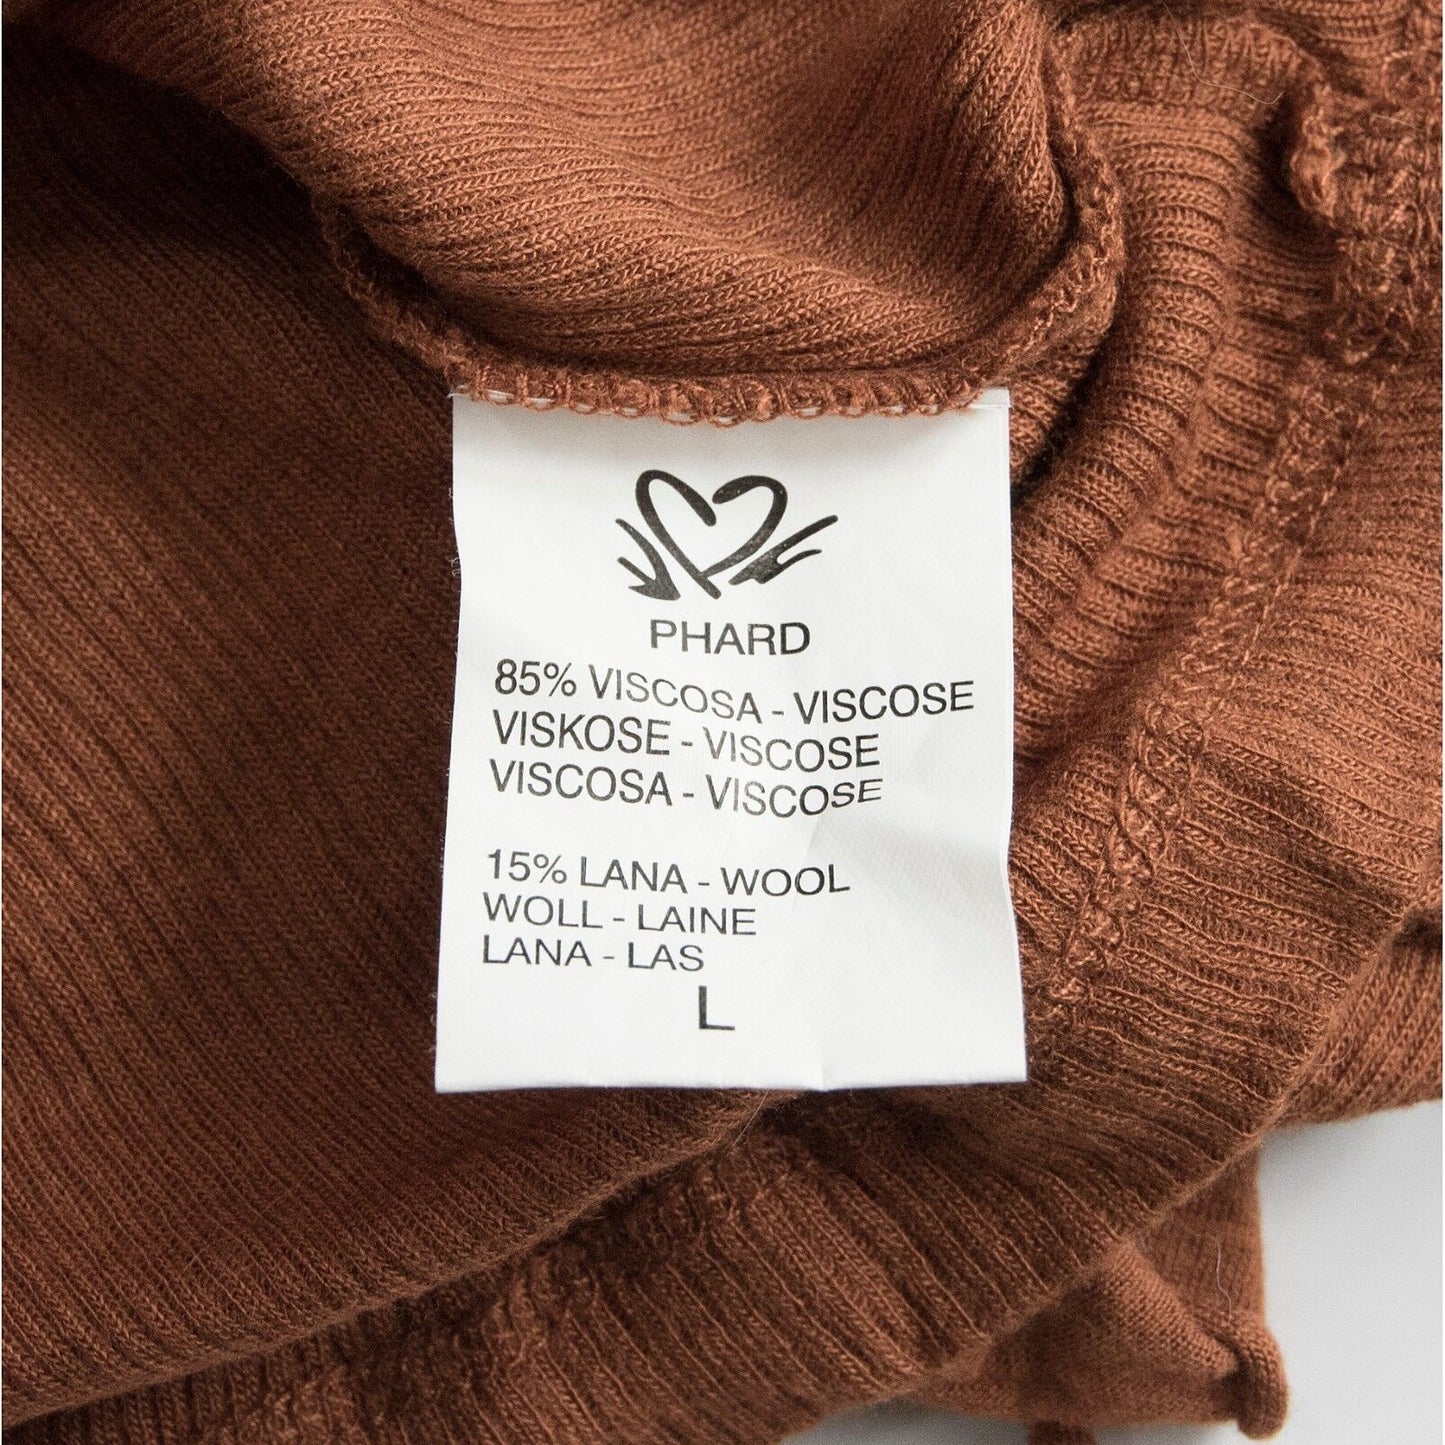 PHARD
85% VISCOSA - VISCOSE
VISKOSE - VISCOSE
VISCOSA - VISCOSE
15% LANA - WOOL
WOLL - LAINE
LANA - LAS
L